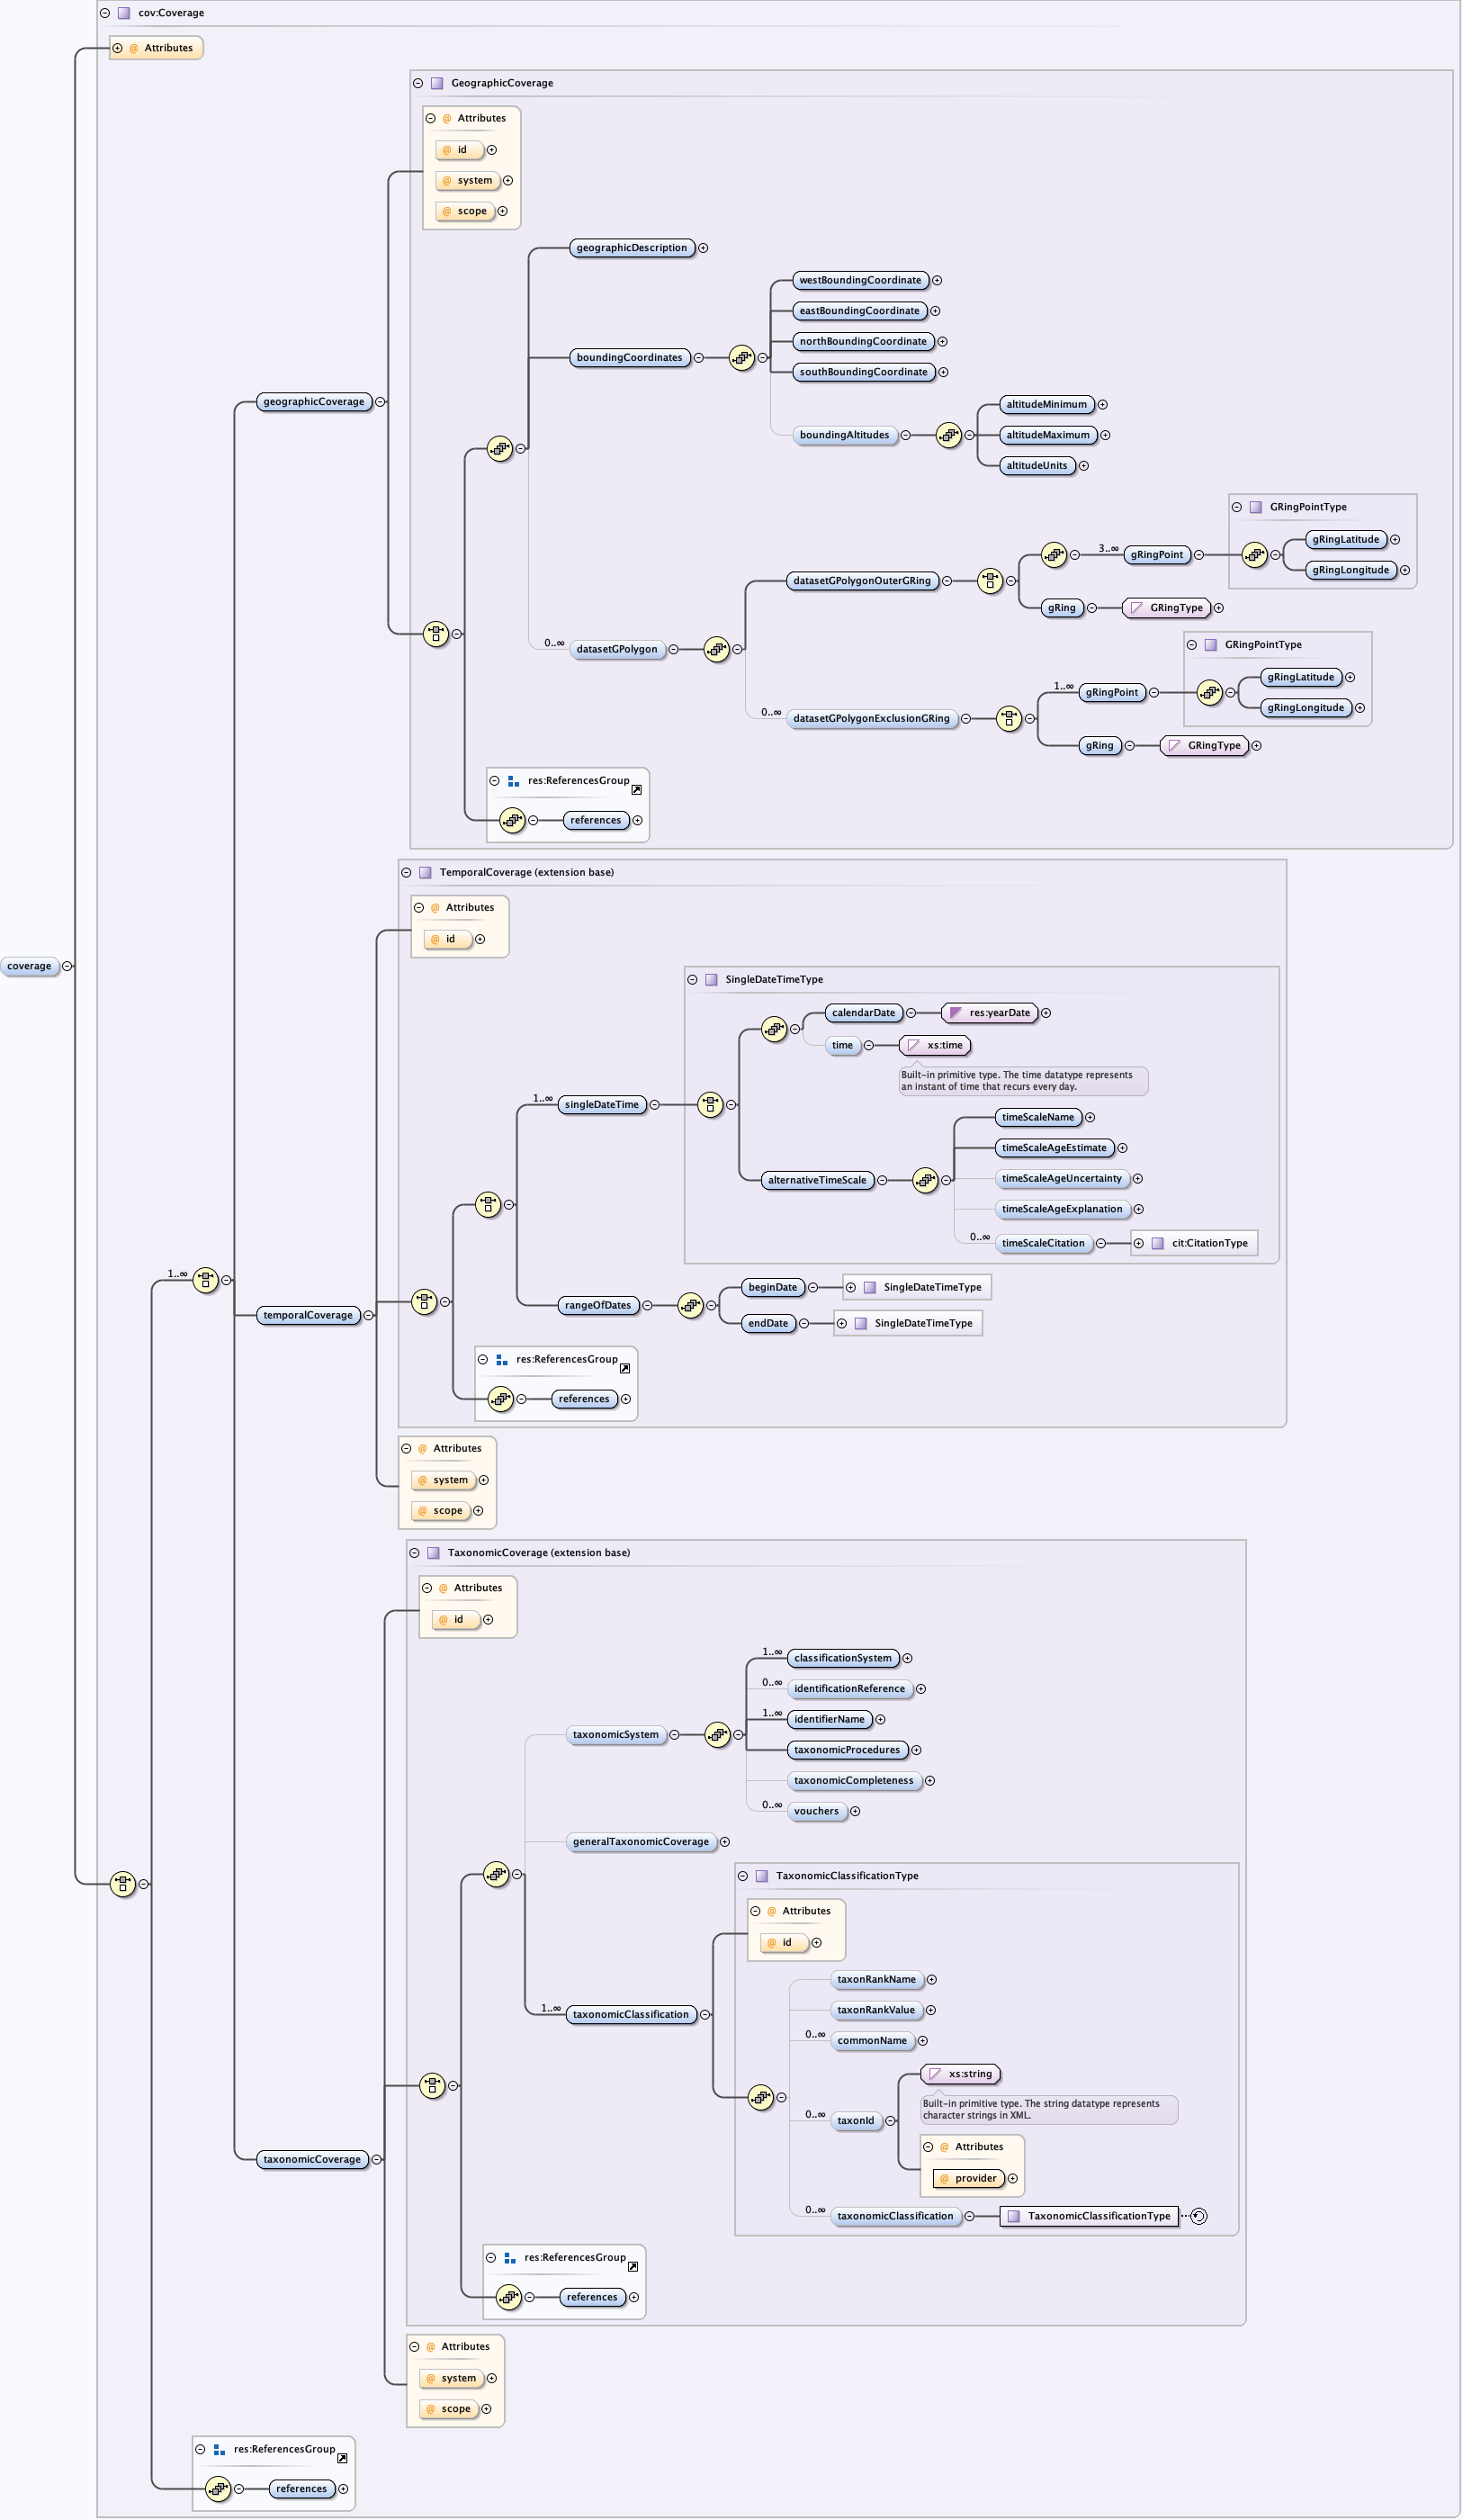 cov:Coverage
@ Attributes
GeographicCoverage
@ Attributes
@ id
@ system
@ scope
geographicDescription
westBoundingCoordinate
eastBoundingCoordinate
northBoundingCoordinate
boundingCoordinates
southBoundingCoordinate
geographicCoverage
altitudeMinimum
boundingAltitudes
altitudeMaximum
altitudeUnits
GRingPointType
gRingLatitude
3..∞
gRingPoint
gRingLongitude
datasetGPolygonOuterGRing
gRing
GRingType
0..∞
datasetGPolygon
GRingPointType
gRingLatitude
1..∞
gRingPoint
gRingLongitude
0..∞
datasetGPolygonExclusionGRing
gRing
GRingType
res:ReferencesGroup
references
TemporalCoverage (extension base)
@ Attributes
@ id
coverage
SingleDateTimeType
calendarDate
res:yearDate
time
xs:time
Built-in primitive type. The time datatype represents
an instant of time that recurs every day.
1..∞
singleDateTime
timeScaleName
timeScaleAgeEstimate
alternativeTimeScale
timeScaleAgeUncertainty
timeScaleAgeExplanation
0..∞
timeScaleCitation
cit:CitationType
1..∞
beginDate
SingleDateTimeType
rangeOfDates
temporalCoverage
endDate
SingleDateTimeType
res:ReferencesGroup
references
@ Attributes
@ system
@ scope
TaxonomicCoverage (extension base)
@ Attributes
@ id
1..∞
classificationSystem
0..∞
identificationReference
1..∞
identifierName
taxonomicSystem
taxonomicProcedures
taxonomicCompleteness
0..∞
vouchers
generalTaxonomicCoverage
TaxonomicClassificationType
@ Attributes
@ id
taxonRankName
1..∞
taxonomicClassification
taxonRankValue
0..∞
commonName
xs:string
Built-in primitive type. The string datatype represents
character strings in XML.
0..∞
taxonId
@ Attributes
taxonomicCoverage
@ provider
0..∞
taxonomicClassification
TaxonomicClassificationType
res:ReferencesGroup
references
@ Attributes
@ system
@ scope
res:ReferencesGroup
references